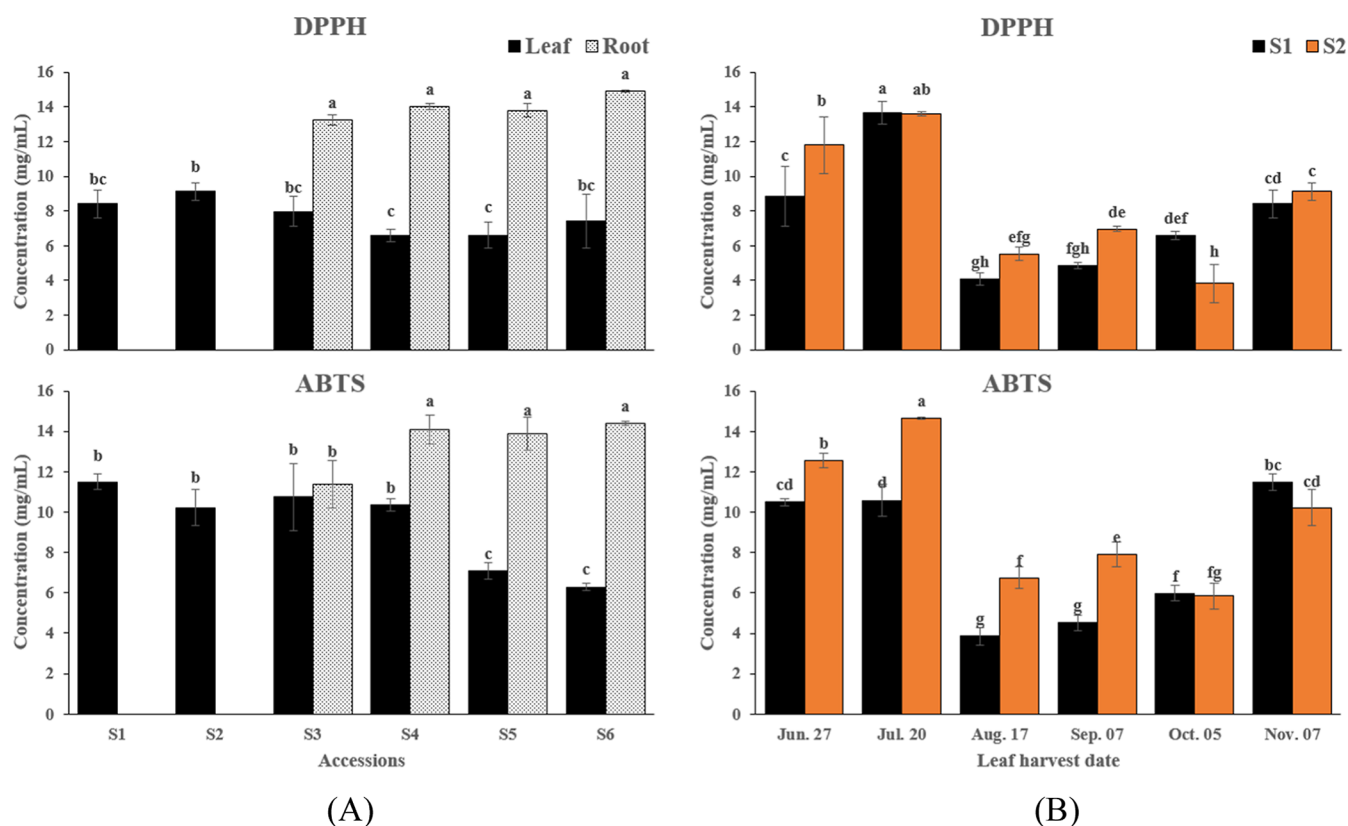 DPPH
Leaf Root
Concentration (mg/mL)
16
14
12
10
8
6
4
2
0
bc
b
bc
a
c
a
c
a
bc
a
ABTS
Concentration (mg/mL)
16
14
12
10
8
6
4
2
0
b
b
b
b
b
a
c
a
c
a
S1 S2 S3 S4 S5 S6
Accessions
(A)
DPPH
S1 S2
Concentration (mg/mL)
16
14
12
10
8
6
4
2
0
c
b
a
ab
gh
efg
fgh
de
def
h
cd
c
ABTS
Concentration (mg/mL)
16
14
12
10
8
6
4
2
0
cd
b
d
a
g
f
g
e
f
fg
bc
cd
Jun. 27 Jul. 20 Aug. 17 Sep. 07 Oct. 05 Nov. 07
Leaf harvest date
(B)